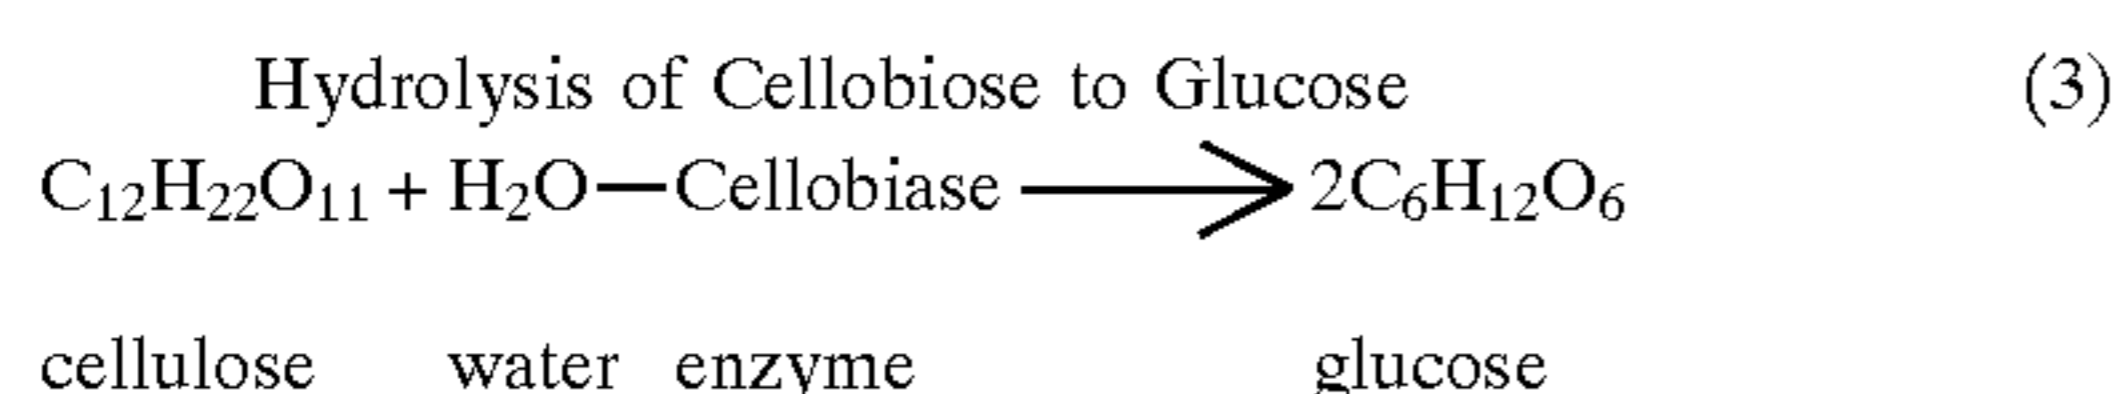 Hydrolysis of Cellobiose to Glucose (3)
C₁₂H₂₂O₁₁ + H₂O—Cellobiase ⟶ 2C₆H₁₂O₆
cellulose water enzyme glucose